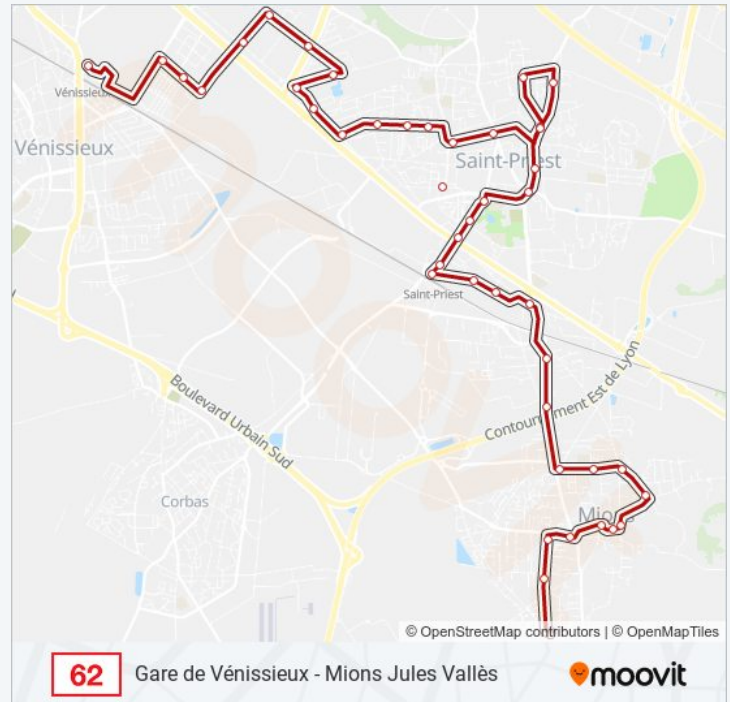 Vénissieux
Vénissieux
Saint-Priest
Saint-Priest
Boulevard Urbain Sud
Contournement Est de Lyon
Corbas
Mions
© OpenStreetMap contributors | © OpenMapTiles
62 Gare de Vénissieux - Mions Jules Vallès moovit